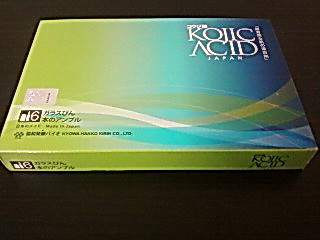 コウジ酸
KOJIC
ACID
JAPAN
16 ガラスびん
本のアンプル
日本のメイド Made in Japan
協和発酵バイオ KYOWA HAKKO KIRIN CO., LTD.
16 ガラスびん
本のアンプル
KOJIC
ACID